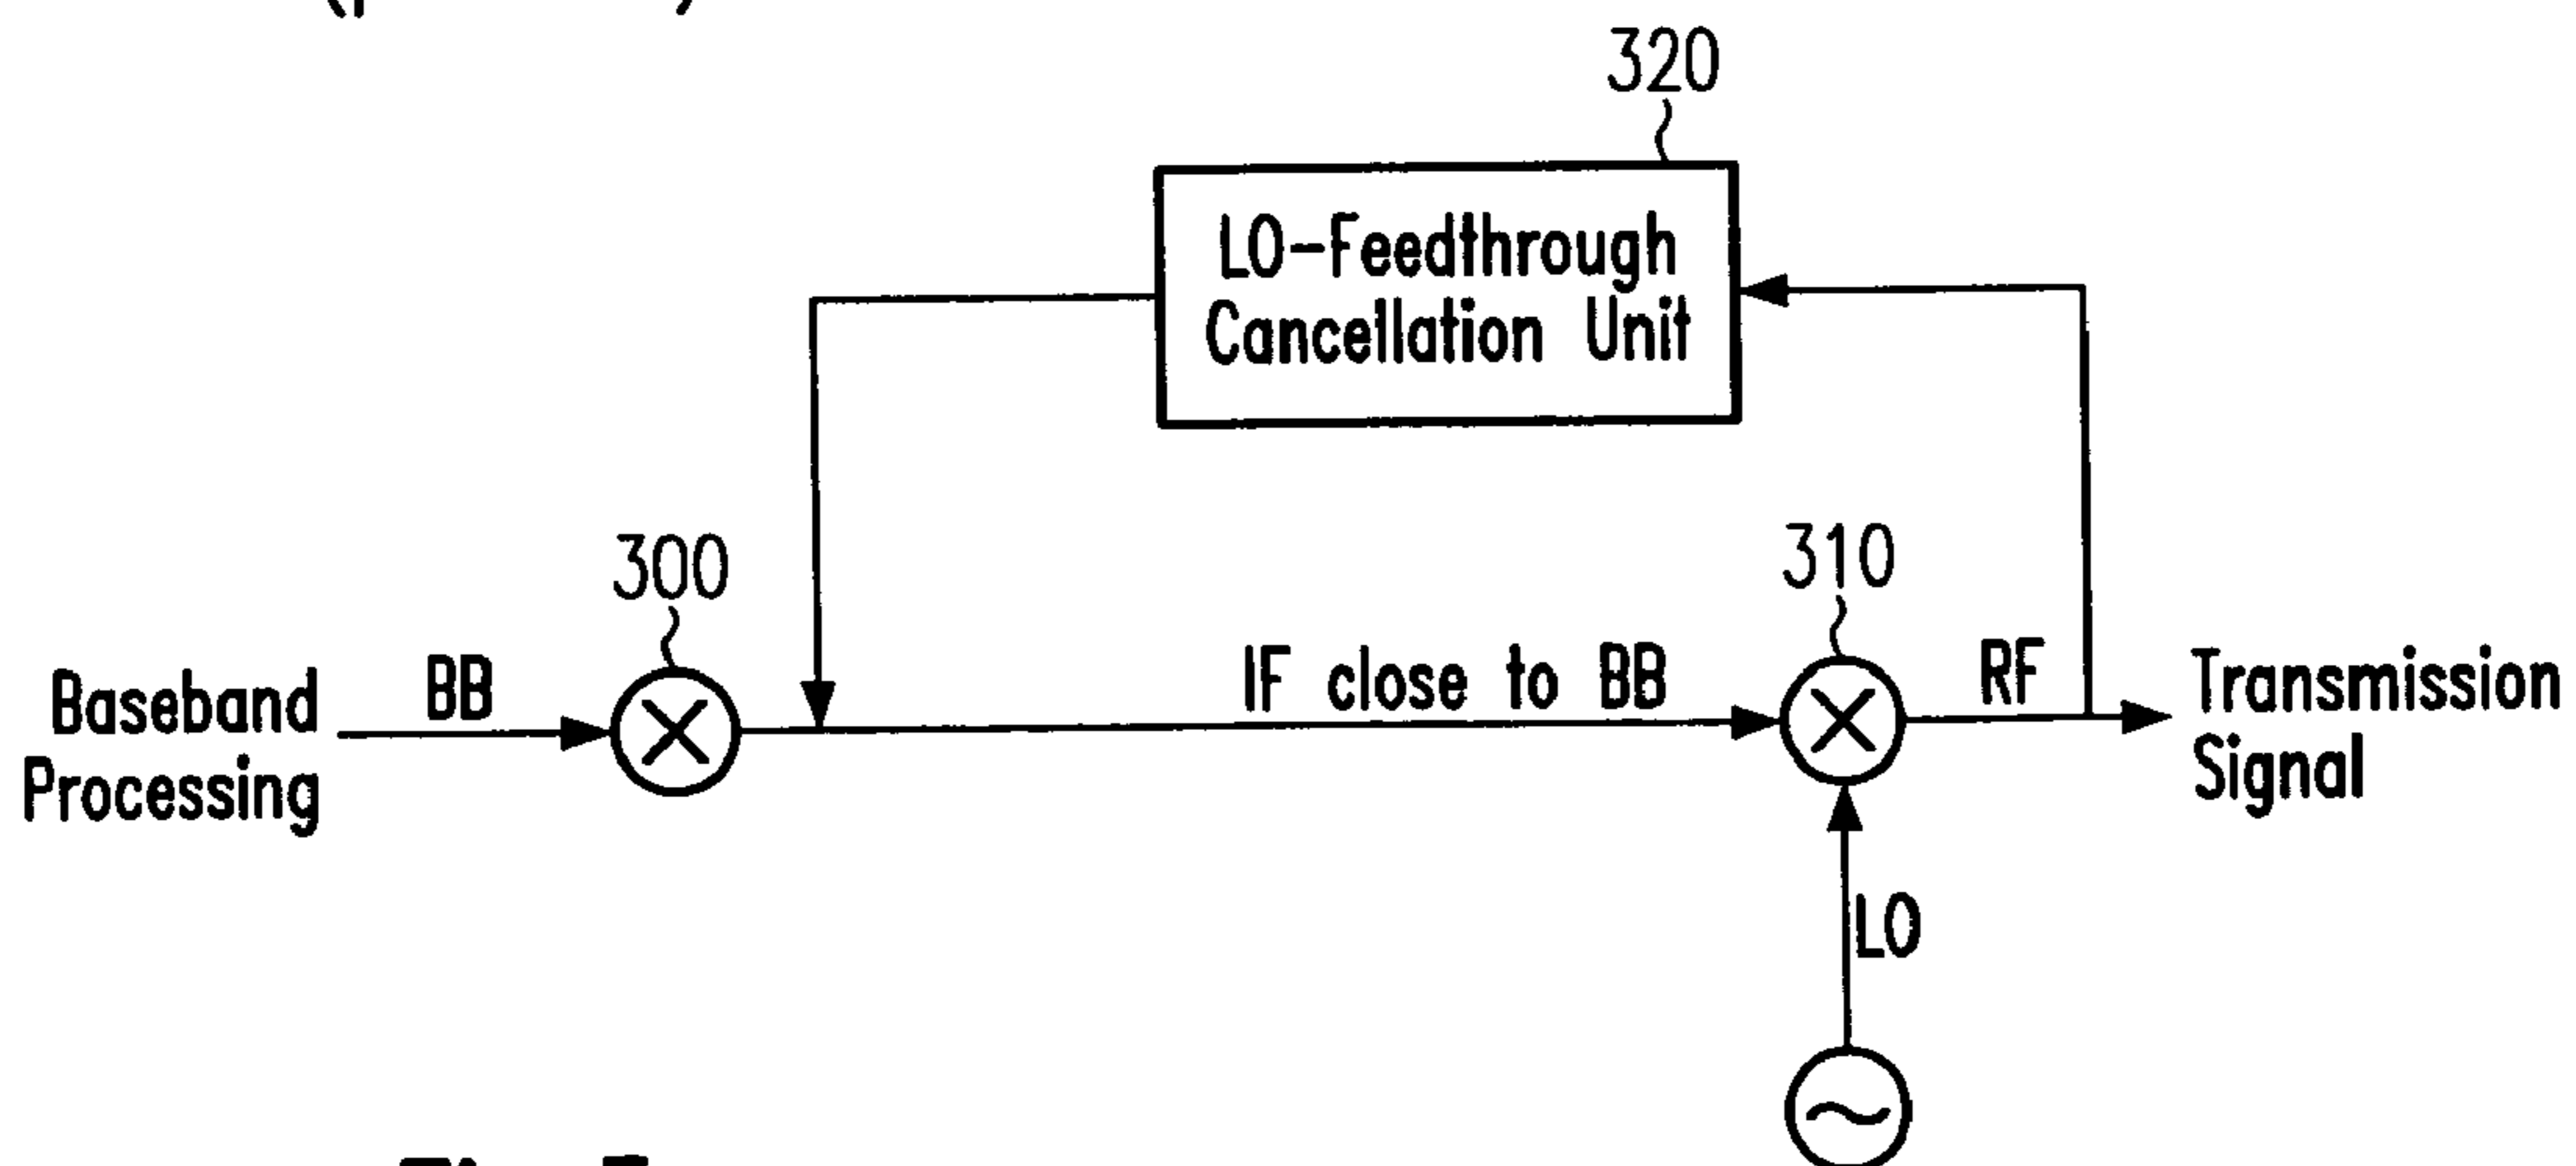 320
LO-Feedthrough
Cancellation Unit
300
310
Baseband
Processing
BB
IF close to BB
RF
Transmission
Signal
LO